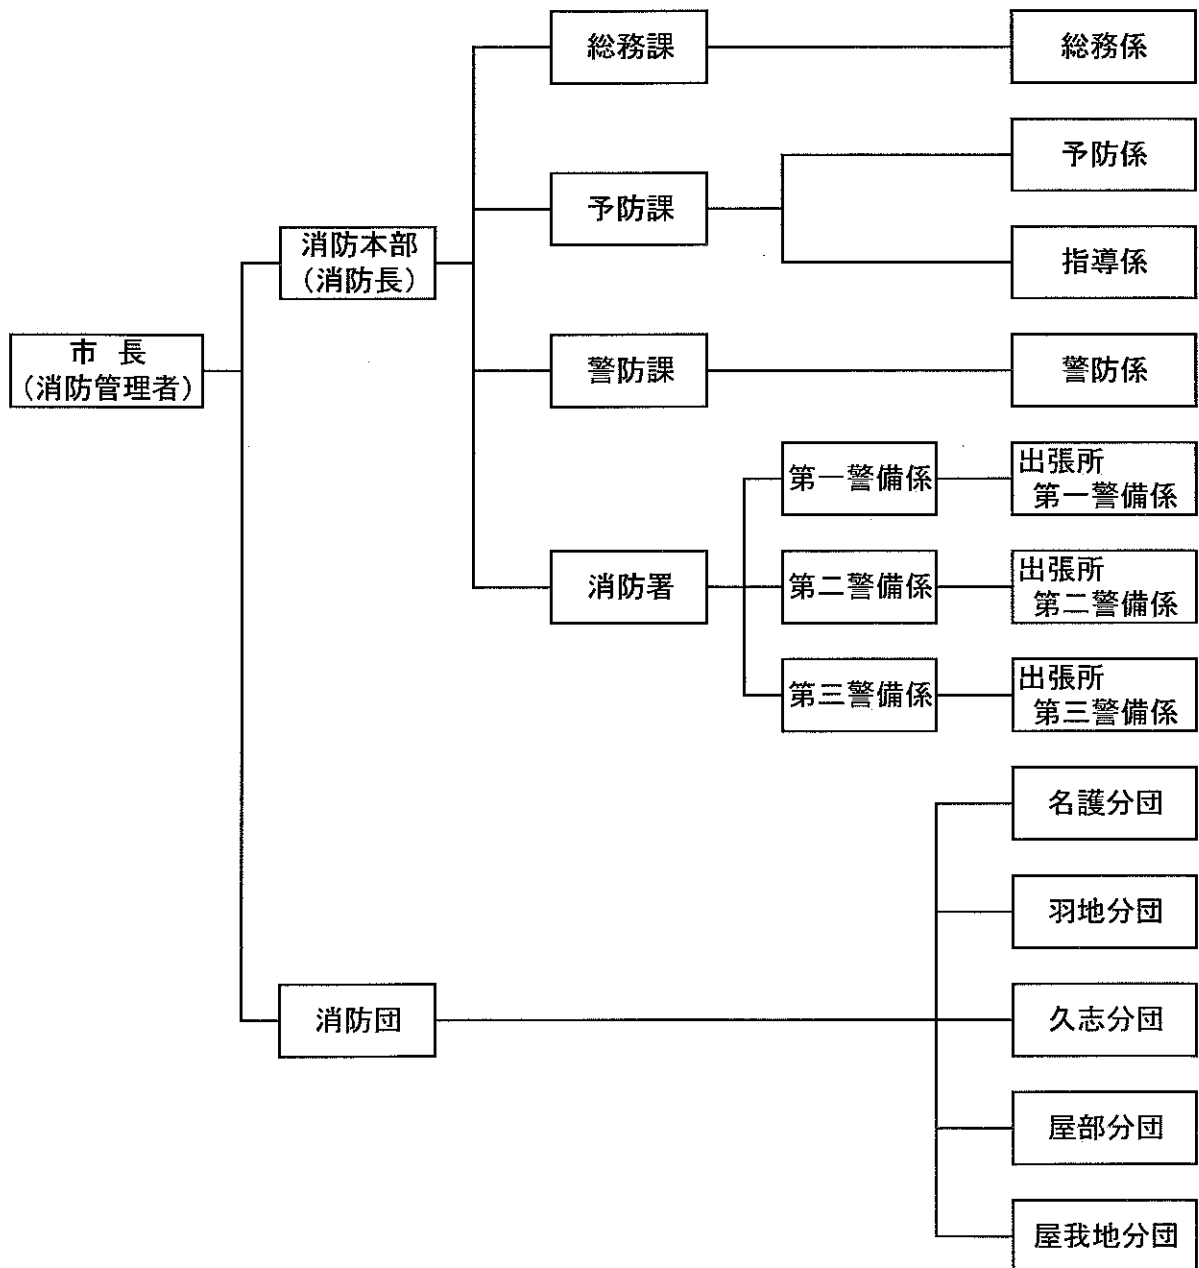 総務課
総務係
予防係
予防課
指導係
消防本部
（消防長）
市 長
（消防管理者）
警防課
警防係
第一警備係
出張所
第一警備係
消防署
第二警備係
出張所
第二警備係
第三警備係
出張所
第三警備係
名護分団
羽地分団
消防団
久志分団
屋部分団
屋我地分団